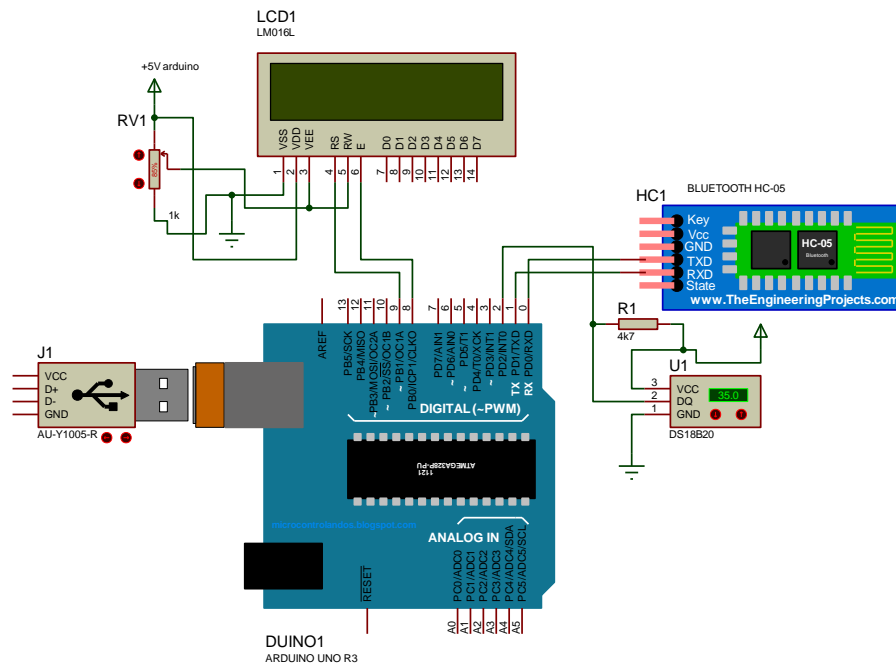 LCD1
LM016L
+5V arduino
RV1
85%
1k
VSS
VDD
VEE
RS
RW
E
D0
D1
D2
D3
D4
D5
D6
D7
1
2
3
4
5
6
7
8
9
10
11
12
13
14
BLUETOOTH HC-05
HC1
Key
Vcc
GND
TXD
RXD
State
HC-05
Bluetooth
www.TheEngineeringProjects.com
R1
4k7
U1
3
2
1
VCC
DQ
GND
35.0
DS18B20
J1
VCC
D+
D-
GND
AU-Y1005-R
13
12
11
10
9
8
7
6
5
4
3
2
1
0
AREF
PB5/SCK
PB4/MISO
~ PB3/MOSI/OC2A
~ PB2/SS/OC1B
~ PB1/OC1A
PB0/ICP1/CLKO
PD7/AIN1
~ PD6/AIN0
~ PD5/T1
PD4/T0/XCK
~ PD3/INT1
PD2/INT0
TX PD1/TXD
RX PD0/RXD
DIGITAL (~PWM)
1121
ATMEGA328P-PU
microcontrolandos.blogspot.com
ANALOG IN
RESET
PC0/ADC0
PC1/ADC1
PC2/ADC2
PC3/ADC3
PC4/ADC4/SDA
PC5/ADC5/SCL
A0
A1
A2
A3
A4
A5
DUINO1
ARDUINO UNO R3